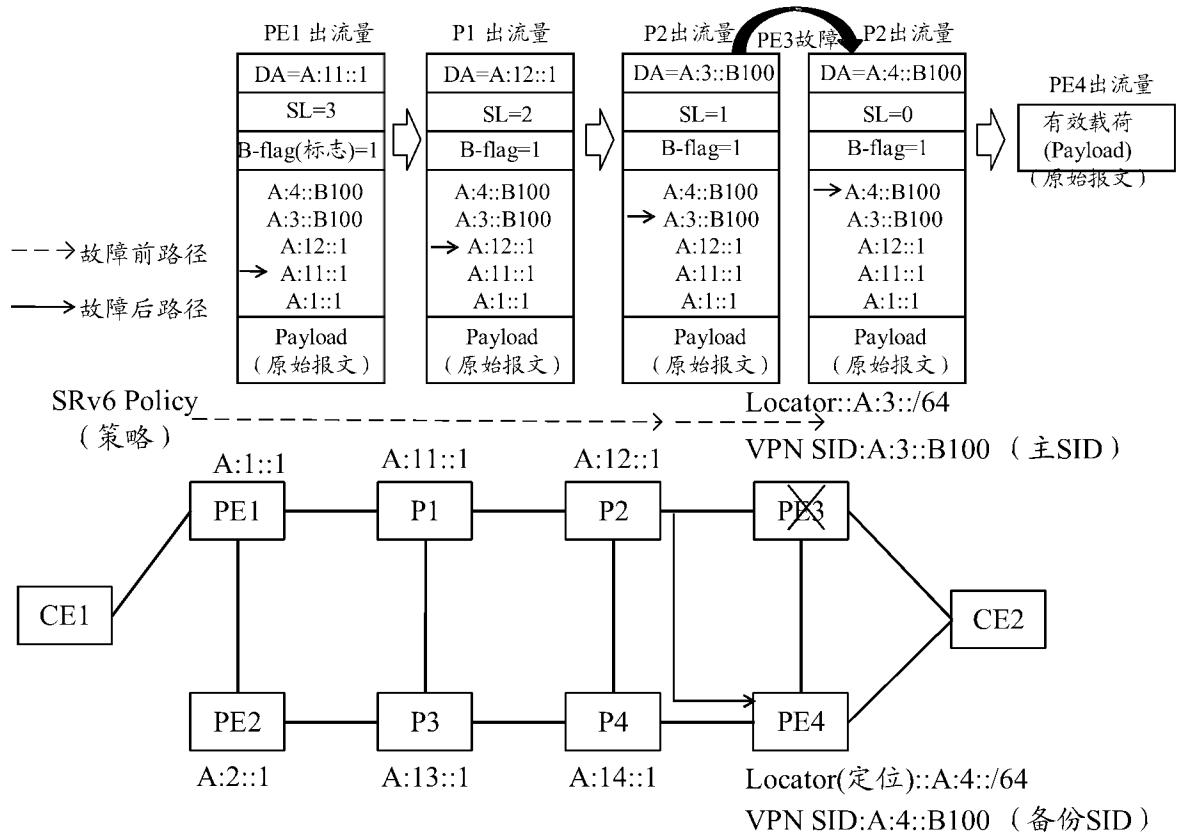 PE1 出流量
P1 出流量
P2出流量
PE3故障
P2出流量
DA=A:11::1
SL=3
B-flag(标志)=1
A:4::B100
A:3::B100
A:12::1
A:11::1
A:1::1
Payload
(原始报文)
DA=A:12::1
SL=2
B-flag=1
A:4::B100
A:3::B100
A:12::1
A:11::1
A:1::1
Payload
(原始报文)
DA=A:3::B100
SL=1
B-flag=1
A:4::B100
A:3::B100
A:12::1
A:11::1
A:1::1
Payload
(原始报文)
DA=A:4::B100
SL=0
B-flag=1
A:4::B100
A:3::B100
A:12::1
A:11::1
A:1::1
Payload
(原始报文)
PE4出流量
有效载荷
(Payload)
(原始报文)
故障前路径
故障后路径
SRv6 Policy
(策略)
Locator::A:3::/64
VPN SID:A:3::B100 (主SID)
A:1::1
A:11::1
A:12::1
PE1
P1
P2
PE3
CE1
CE2
PE2
P3
P4
PE4
A:2::1
A:13::1
A:14::1
Locator(定位)::A:4::/64
VPN SID:A:4::B100 (备份SID)